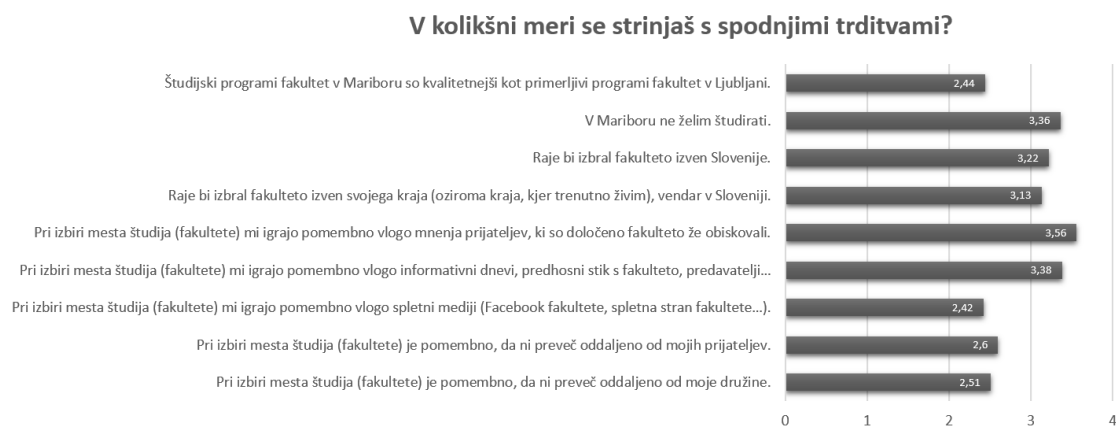 V kolikšni meri se strinjaš s spodnjimi trditvami?
Študijski programi fakultet v Mariboru so kvalitetnejši kot primerljivi programi fakultet v Ljubljani.
2,44
V Mariboru ne želim študirati.
3,36
Raje bi izbral fakulteto izven Slovenije.
3,22
Raje bi izbral fakulteto izven svojega kraja (oziroma kraja, kjer trenutno živim), vendar v Sloveniji.
3,13
Pri izbiri mesta študija (fakultete) mi igrajo pomembno vlogo mnenja prijateljev, ki so določeno fakulteto že obiskovali.
3,56
Pri izbiri mesta študija (fakultete) mi igrajo pomembno vlogo informativni dnevi, predhosni stik s fakulteto, predavatelji…
3,38
Pri izbiri mesta študija (fakultete) mi igrajo pomembno vlogo spletni mediji (Facebook fakultete, spletna stran fakultete…).
2,42
Pri izbiri mesta študija (fakultete) je pomembno, da ni preveč oddaljeno od mojih prijateljev.
2,6
Pri izbiri mesta študija (fakultete) je pomembno, da ni preveč oddaljeno od moje družine.
2,51
0 1 2 3 4